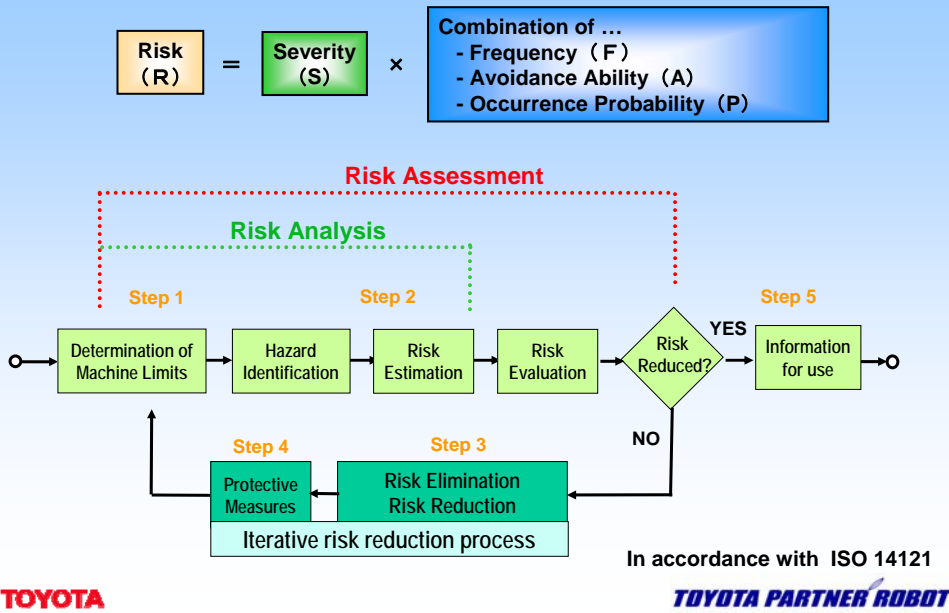 Risk
（R）
＝
Severity
（S）
×
Combination of …
- Frequency（F）
- Avoidance Ability（A）
- Occurrence Probability（P）
Risk Assessment
Risk Analysis
Step 1
Step 2
Step 5
Determination of
Machine Limits
Hazard
Identification
Risk
Estimation
Risk
Evaluation
Risk
Reduced?
YES
Information
for use
NO
Step 4
Step 3
Protective
Measures
Risk Elimination
Risk Reduction
Iterative risk reduction process
In accordance with ISO 14121
TOYOTA
TOYOTA PARTNER ROBOT